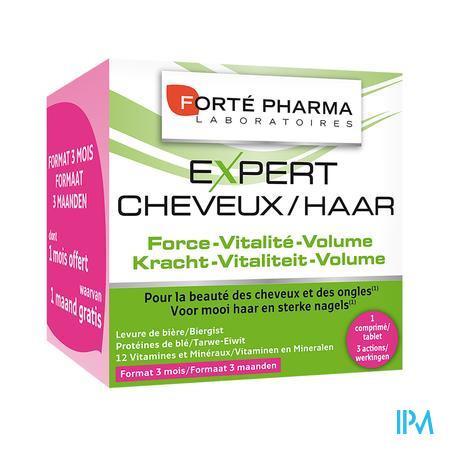 FORTÉ PHARMA
LABORATOIRES
EXPERT
CHEVEUX/HAAR
Force-Vitalité-Volume
Kracht-Vitaliteit-Volume
Pour la beauté des cheveux et des ongles(1)
Voor mooi haar en sterke nagels(1)
Levure de bière/Biergist
Protéines de blé/Tarwe-Eiwit
12 Vitamines et Minéraux/Vitaminen en Mineralen
Format 3 mois/Formaat 3 maanden
1
comprimé/
tablet
3 actions/
werkingen
FORMAT 3 MOIS
FORMAAT
3 MAANDEN
dont
1 mois offert
waarvan
1 maand gratis
IPM